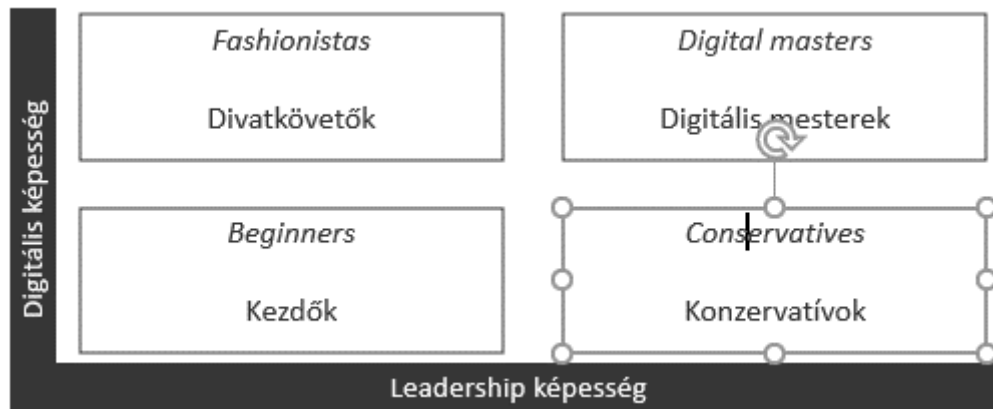 Digitális képesség
Fashionistas
Divatkövetők
Digital masters
Digitális mesterek
Beginners
Kezdők
Conservatives
Konzervatívok
Leadership képesség